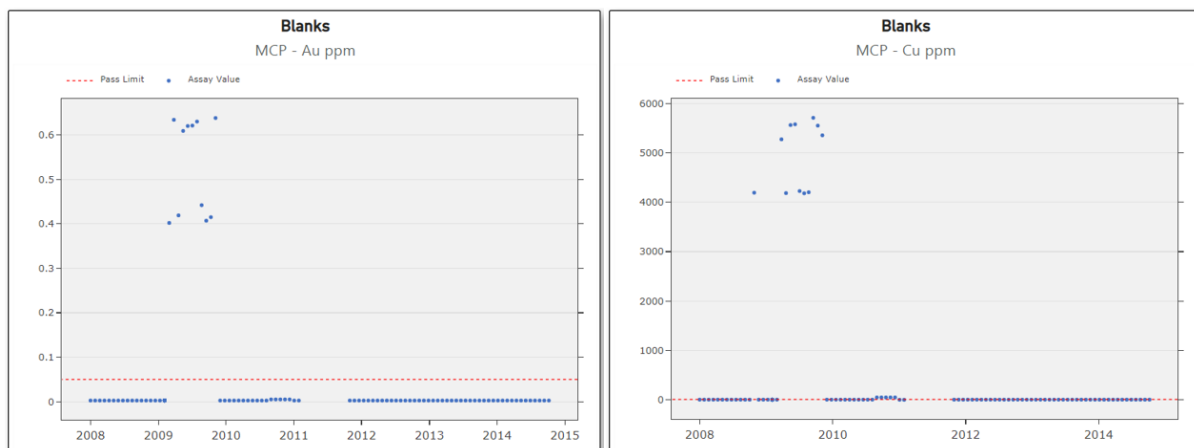 Blanks
MCP - Au ppm
Pass Limit Assay Value
0.6
0.5
0.4
0.3
0.2
0.1
0
2008 2009 2010 2011 2012 2013 2014 2015
Blanks
MCP - Cu ppm
Pass Limit Assay Value
6000
5000
4000
3000
2000
1000
0
2008 2010 2012 2014